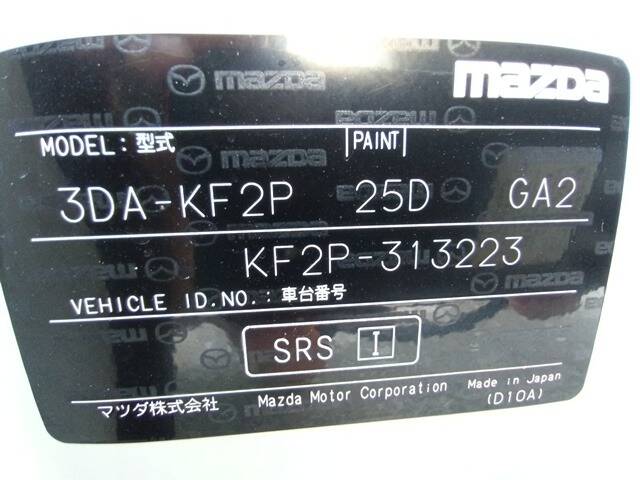 mazda
MODEL:型式 PAINT
3DA-KF2P 25D GA2
KF2P-313223
VEHICLE ID.NO.:車台番号
SRS I
マツダ株式会社 Mazda Motor Corporation Made in Japan
(D10A)